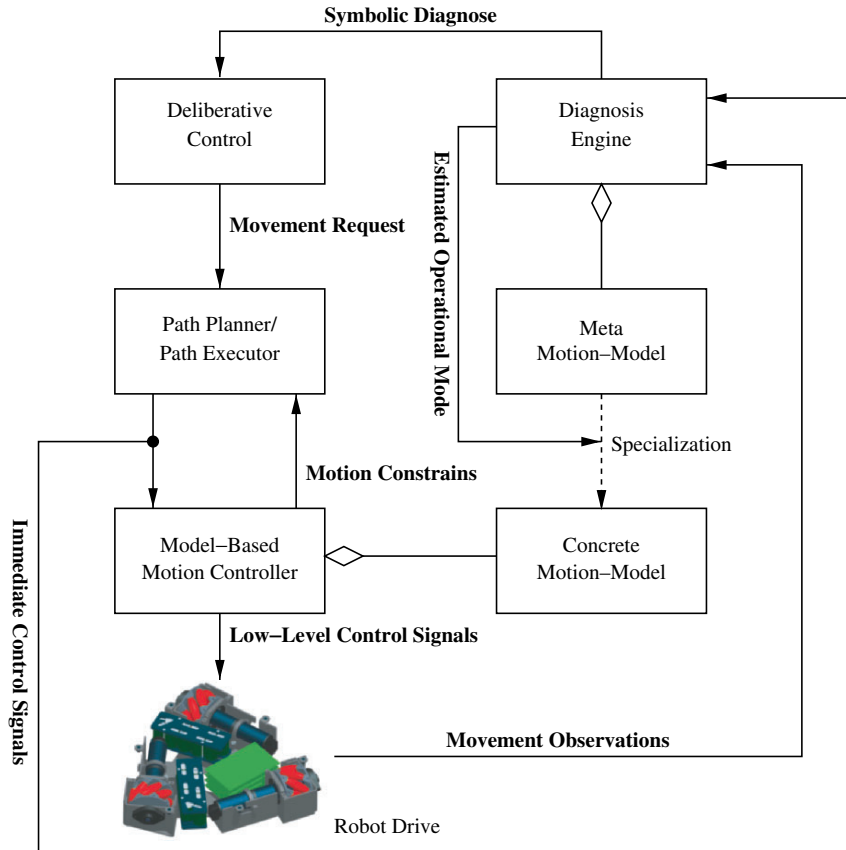 Symbolic Diagnose
Deliberative
Control
Diagnosis
Engine
Estimated Operational Mode
Movement Request
Path Planner/
Path Executor
Meta
Motion–Model
Specialization
Motion Constrains
Immediate Control Signals
Model–Based
Motion Controller
Concrete
Motion–Model
Low–Level Control Signals
Movement Observations
Robot Drive